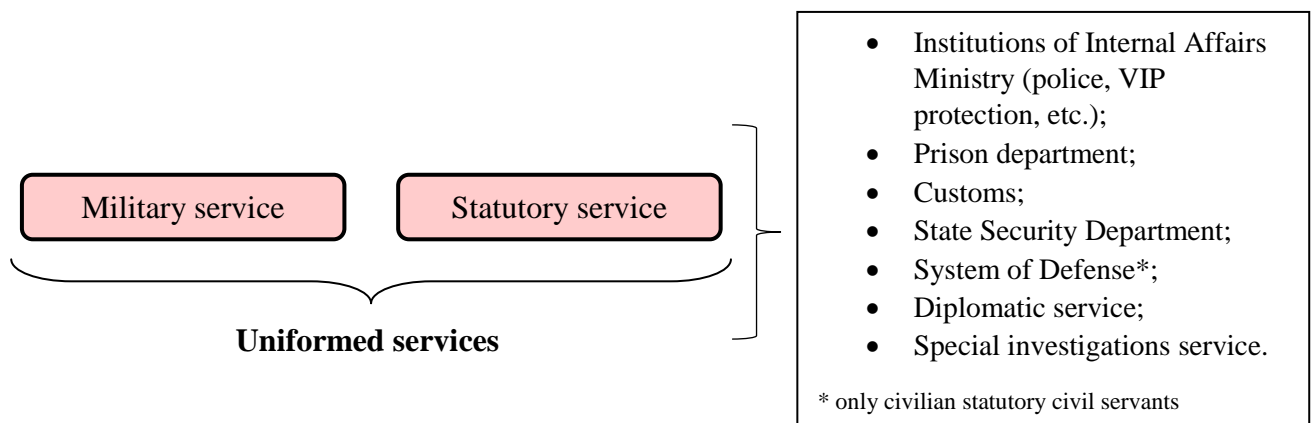 Military service
Statutory service
Uniformed services
• Institutions of Internal Affairs
Ministry (police, VIP
protection, etc.);
• Prison department;
• Customs;
• State Security Department;
• System of Defense*;
• Diplomatic service;
• Special investigations service.
* only civilian statutory civil servants